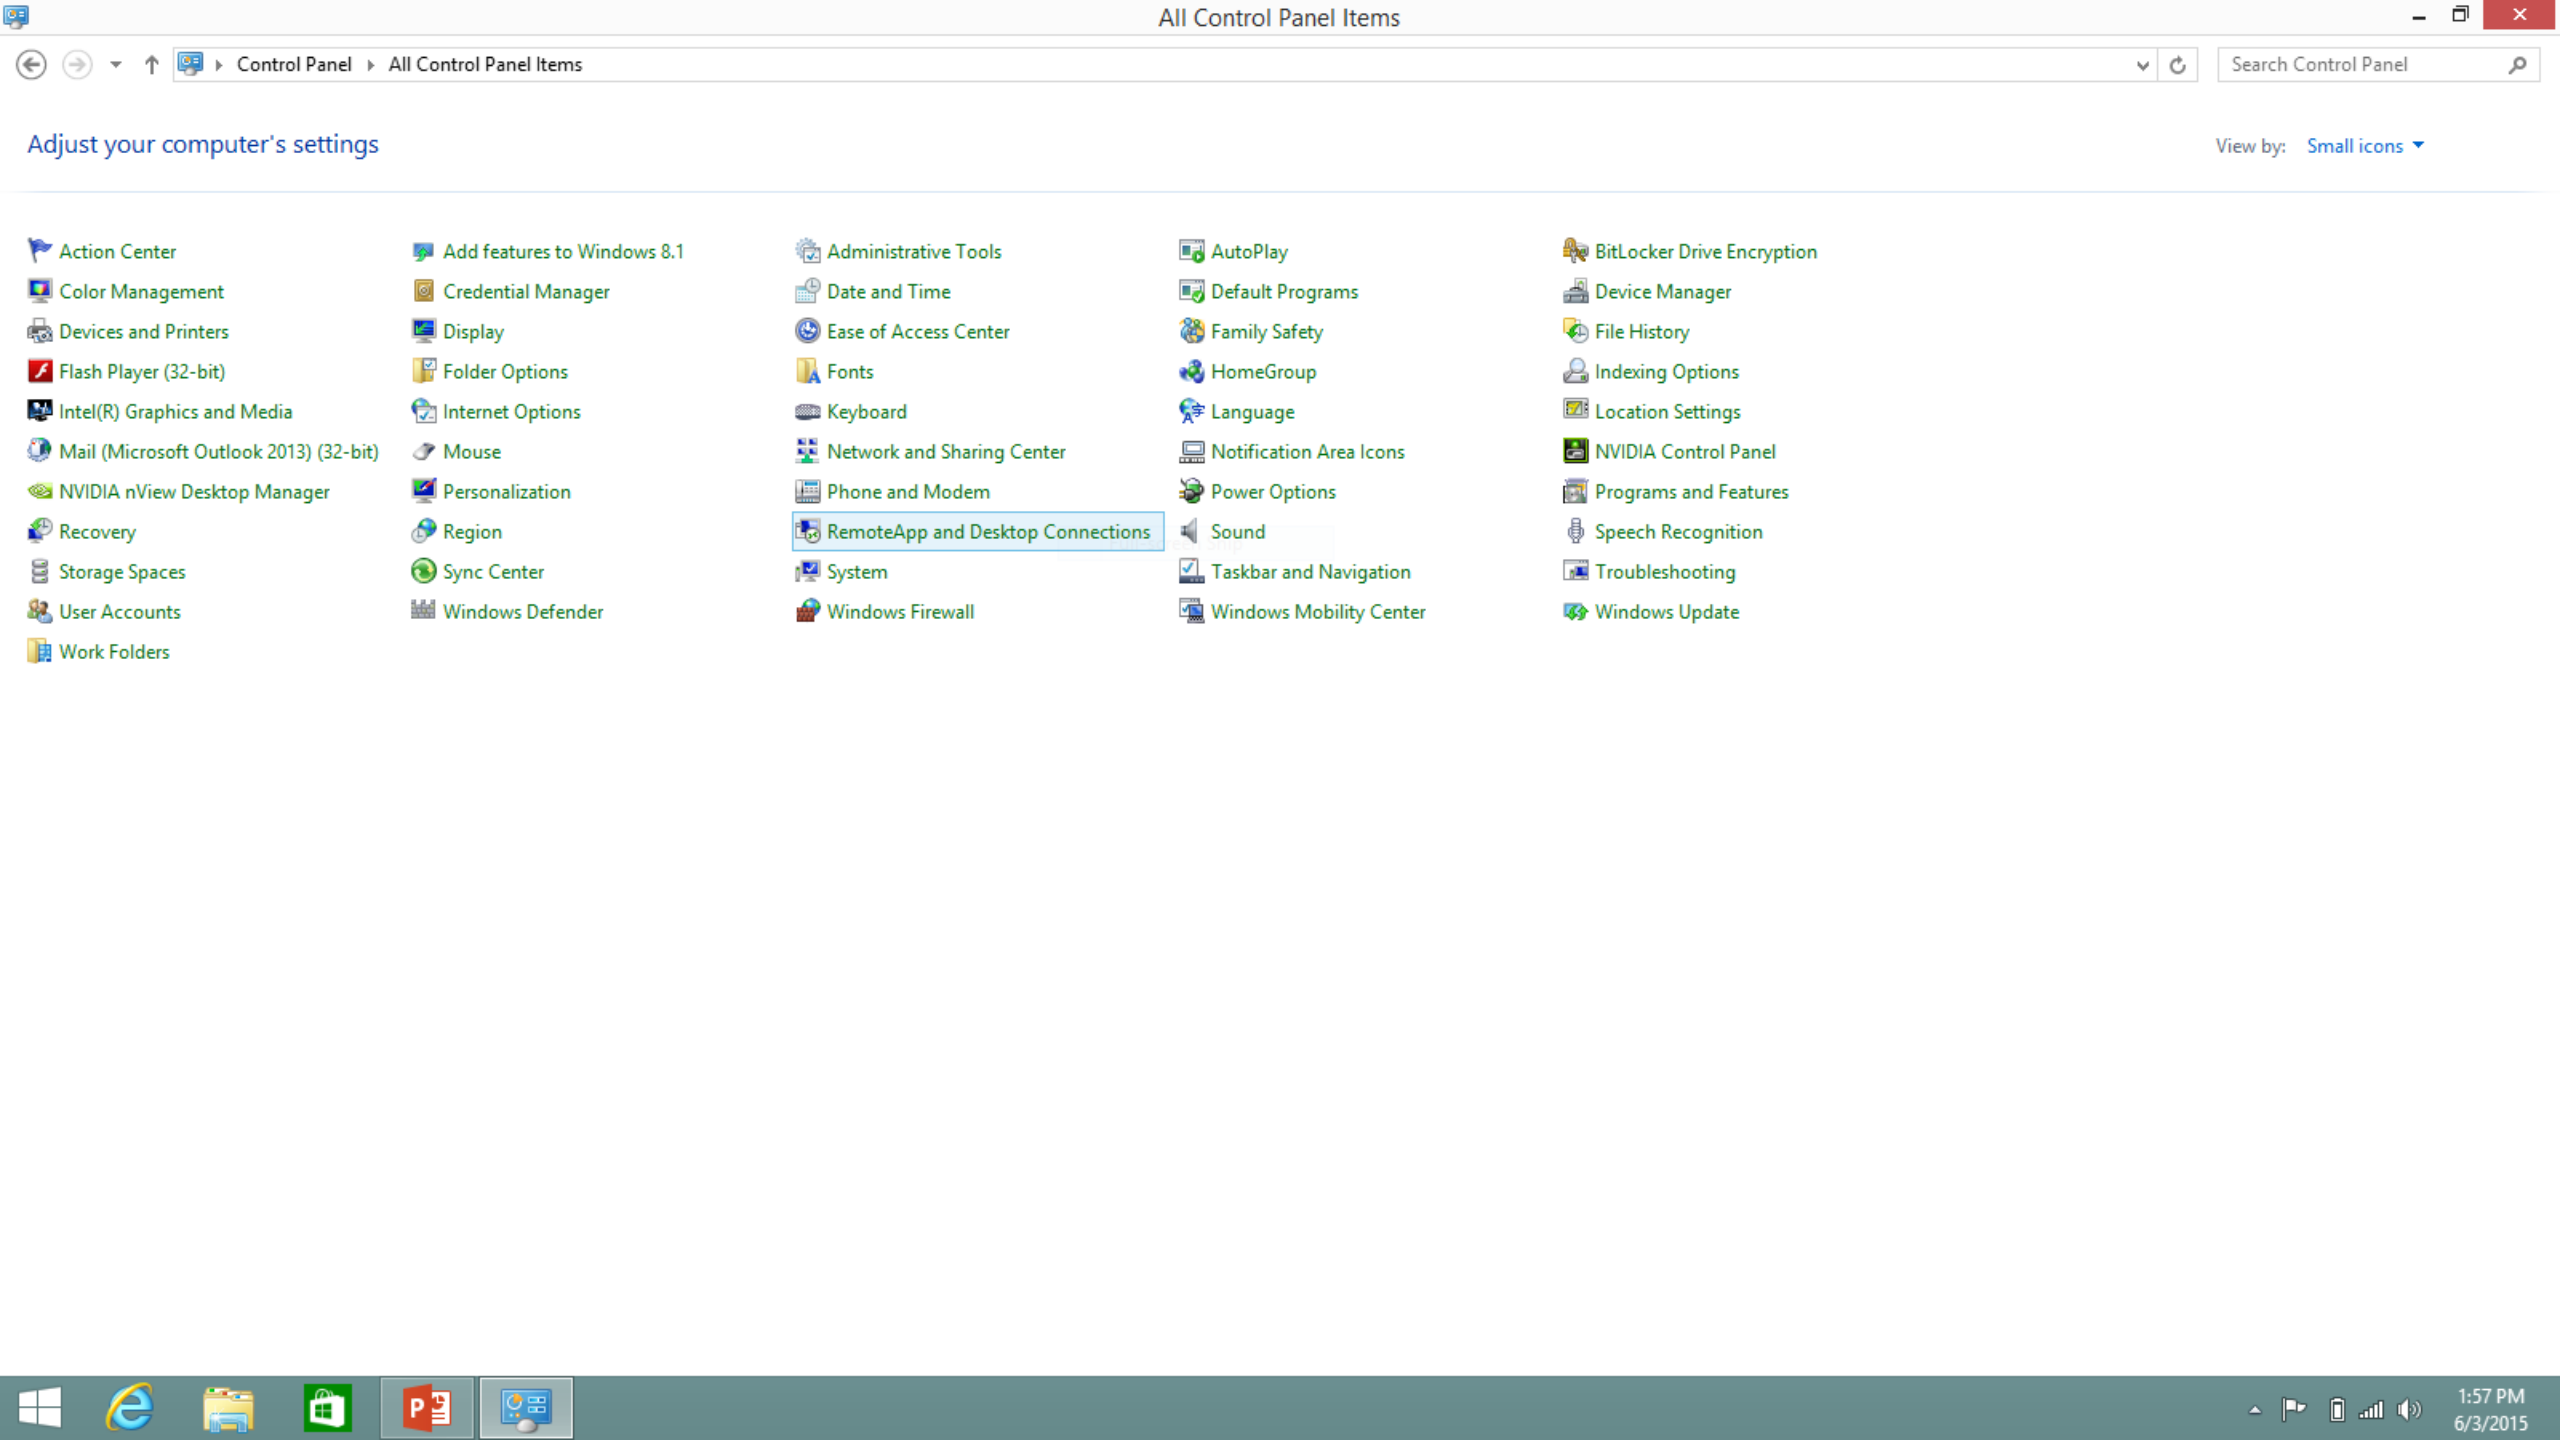 All Control Panel Items
Control Panel
All Control Panel Items
Search Control Panel
Adjust your computer's settings
View by: Small icons
Action Center
Add features to Windows 8.1
Administrative Tools
AutoPlay
BitLocker Drive Encryption
Color Management
Credential Manager
Date and Time
Default Programs
Device Manager
Devices and Printers
Display
Ease of Access Center
Family Safety
File History
Flash Player (32-bit)
Folder Options
Fonts
HomeGroup
Indexing Options
Intel(R) Graphics and Media
Internet Options
Keyboard
Language
Location Settings
Mail (Microsoft Outlook 2013) (32-bit)
Mouse
Network and Sharing Center
Notification Area Icons
NVIDIA Control Panel
NVIDIA nView Desktop Manager
Personalization
Phone and Modem
Power Options
Programs and Features
Recovery
Region
RemoteApp and Desktop Connections
Sound
Speech Recognition
Storage Spaces
Sync Center
System
Taskbar and Navigation
Troubleshooting
User Accounts
Windows Defender
Windows Firewall
Windows Mobility Center
Windows Update
Work Folders
1:57 PM
6/3/2015